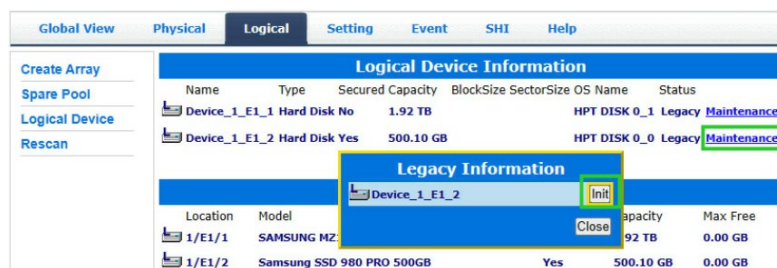 Global View Physical Logical Setting Event SHI Help
Create Array
Spare Pool
Logical Device
Rescan
Logical Device Information
Name Type Secured Capacity BlockSize SectorSize OS Name Status
Device_1_E1_1 Hard Disk No 1.92 TB HPT DISK 0_1 Legacy Maintenance
Device_1_E1_2 Hard Disk Yes 500.10 GB HPT DISK 0_0 Legacy Maintenance
Legacy Information
Device_1_E1_2 Init
Close
Location Model apacity Max Free
1/E1/1 SAMSUNG MZ 92 TB 0.00 GB
1/E1/2 Samsung SSD 980 PRO 500GB Yes 500.10 GB 0.00 GB